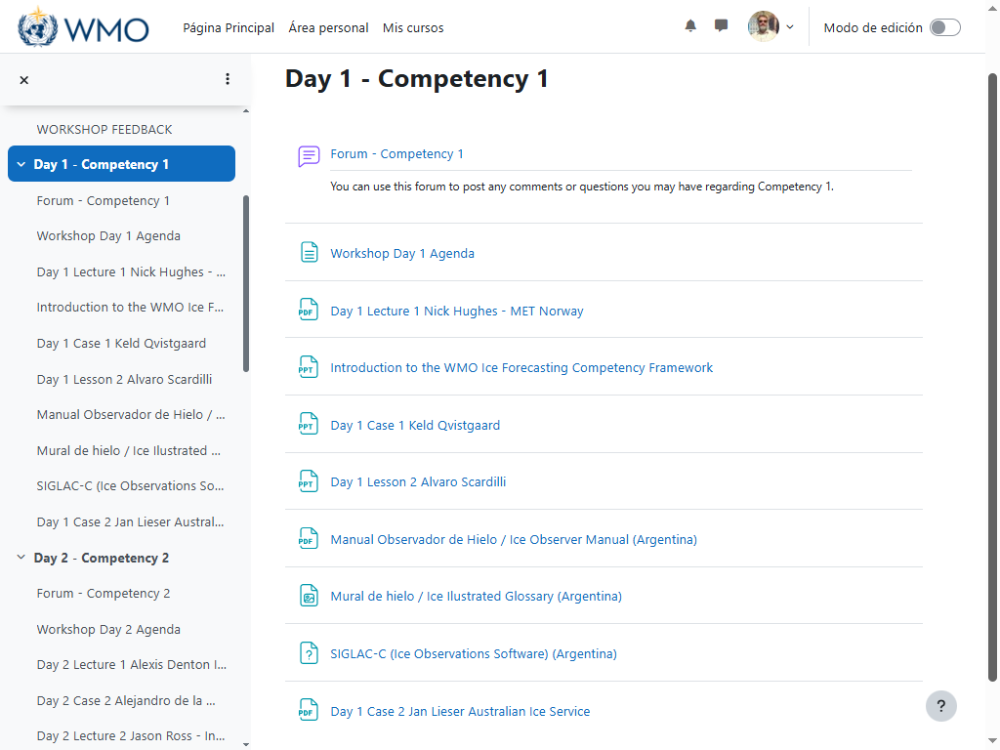 WMO
Página Principal
Área personal
Mis cursos
Modo de edición
WORKSHOP FEEDBACK
Day 1 - Competency 1
Forum - Competency 1
Workshop Day 1 Agenda
Day 1 Lecture 1 Nick Hughes - ...
Introduction to the WMO Ice F...
Day 1 Case 1 Keld Qvistgaard
Day 1 Lesson 2 Alvaro Scardilli
Manual Observador de Hielo / ...
Mural de hielo / Ice Ilustrated ...
SIGLAC-C (Ice Observations So...
Day 1 Case 2 Jan Lieser Austral...
Day 2 - Competency 2
Forum - Competency 2
Workshop Day 2 Agenda
Day 2 Lecture 1 Alexis Denton I...
Day 2 Case 2 Alejandro de la ...
Day 2 Lecture 2 Jason Ross - In...
Day 1 - Competency 1
Forum - Competency 1
You can use this forum to post any comments or questions you may have regarding Competency 1.
Workshop Day 1 Agenda
PDF Day 1 Lecture 1 Nick Hughes - MET Norway
PPT Introduction to the WMO Ice Forecasting Competency Framework
PPT Day 1 Case 1 Keld Qvistgaard
PPT Day 1 Lesson 2 Alvaro Scardilli
PDF Manual Observador de Hielo / Ice Observer Manual (Argentina)
Mural de hielo / Ice Ilustrated Glossary (Argentina)
? SIGLAC-C (Ice Observations Software) (Argentina)
PDF Day 1 Case 2 Jan Lieser Australian Ice Service
?